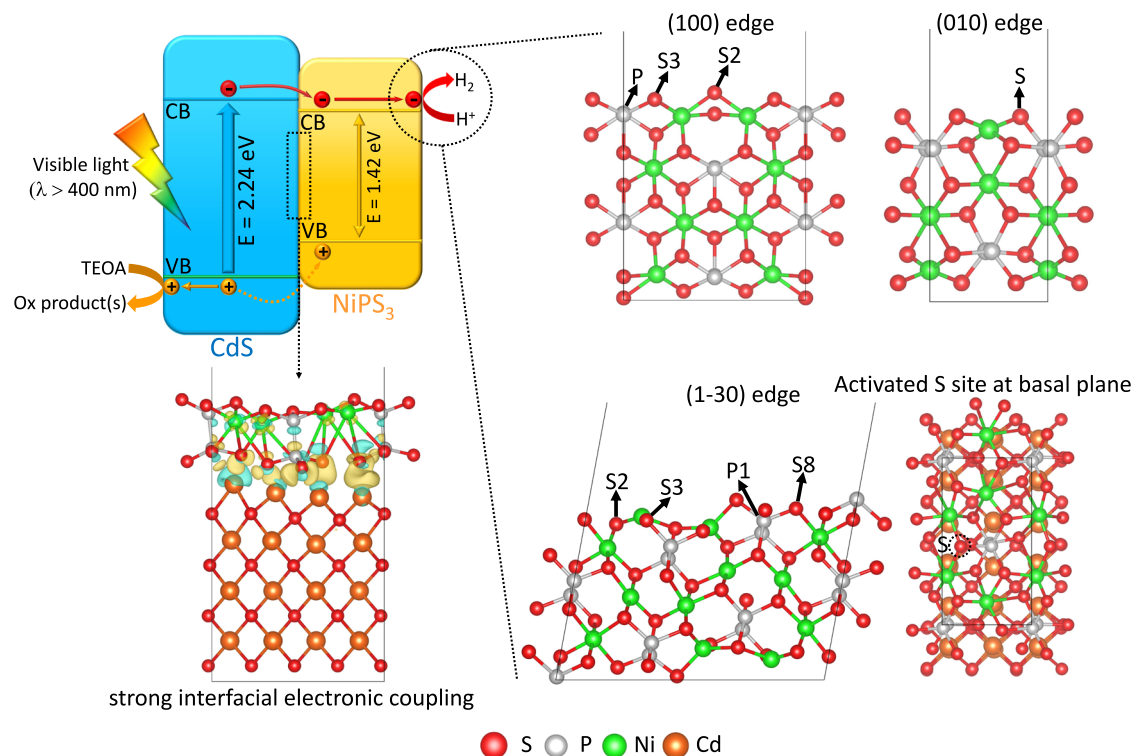 CB
VB
E = 2.24 eV
CB
VB
E = 1.42 eV
H₂
H⁺
Visible light
(λ > 400 nm)
TEOA
Ox product(s)
CdS
NiPS₃
(100) edge
P
S3
S2
(010) edge
S
strong interfacial electronic coupling
(1-30) edge
S2
S3
P1
S8
Activated S site at basal plane
S
S
P
Ni
Cd